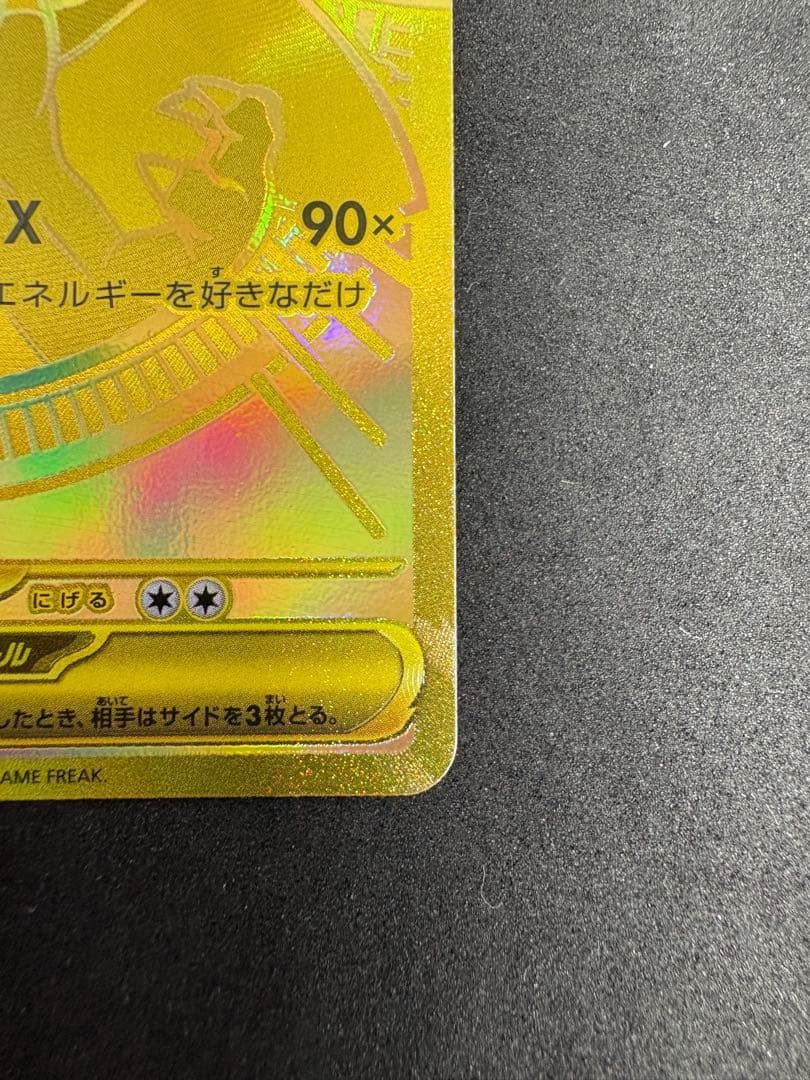 X 90×
エネルギーを好きなだけ
にげる
ール
したとき、相手はサイドを3枚とる。
AME FREAK.